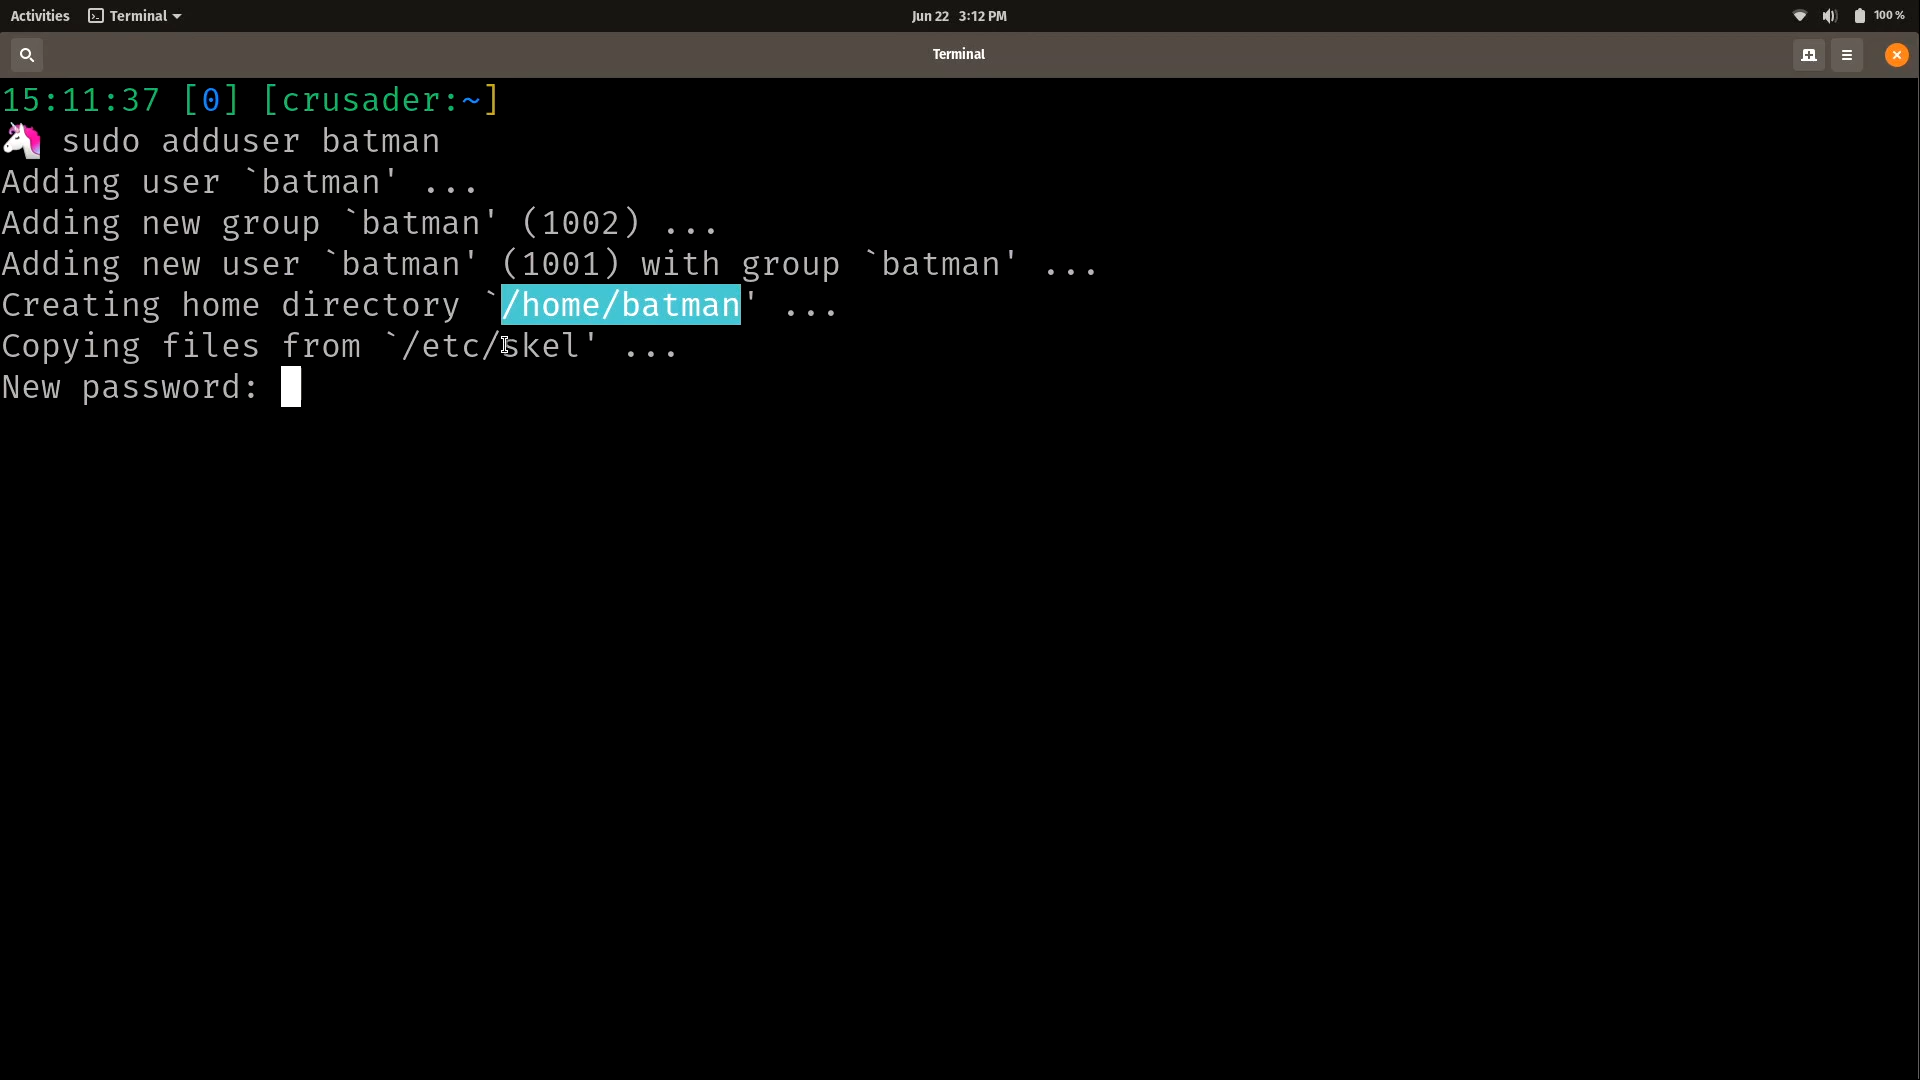 Activities Terminal Jun 22 3:12 PM 100 %
Terminal
15:11:37 [0] [crusader:~]
sudo adduser batman
Adding user `batman' ...
Adding new group `batman' (1002) ...
Adding new user `batman' (1001) with group `batman' ...
Creating home directory `/home/batman' ...
Copying files from `/etc/skel' ...
New password: